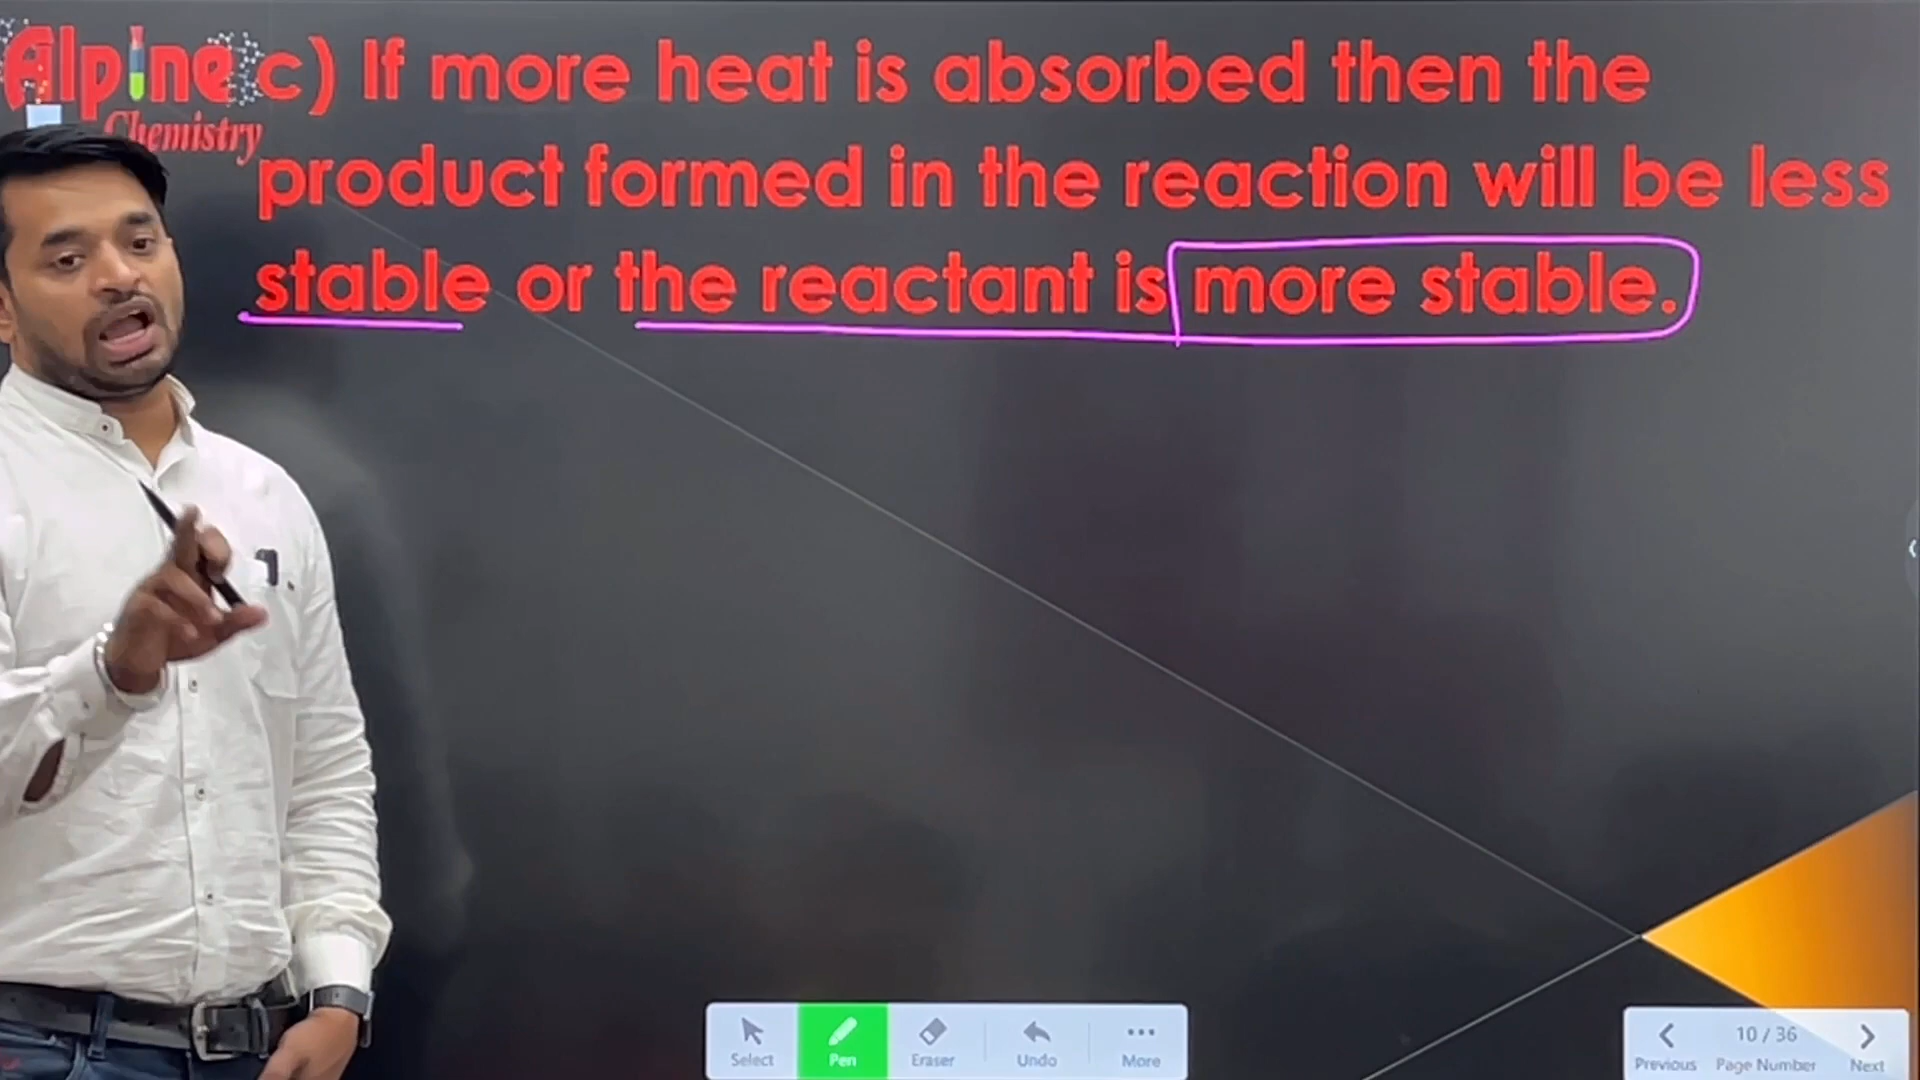 Alpine
Chemistry
c) If more heat is absorbed then the
product formed in the reaction will be less
stable or the reactant is more stable.
Select
Pen
Eraser
Undo
More
10 / 36
Previous
Page Number
Next